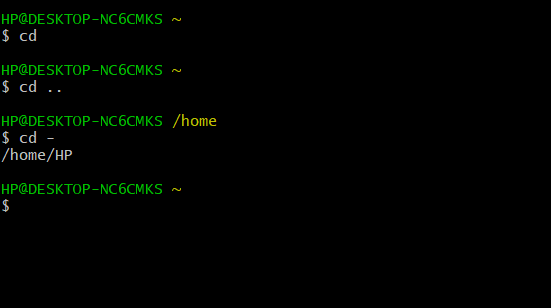 HP@DESKTOP-NC6CMKS ~
$ cd
HP@DESKTOP-NC6CMKS ~
$ cd ..
HP@DESKTOP-NC6CMKS /home
$ cd -
/home/HP
HP@DESKTOP-NC6CMKS ~
$